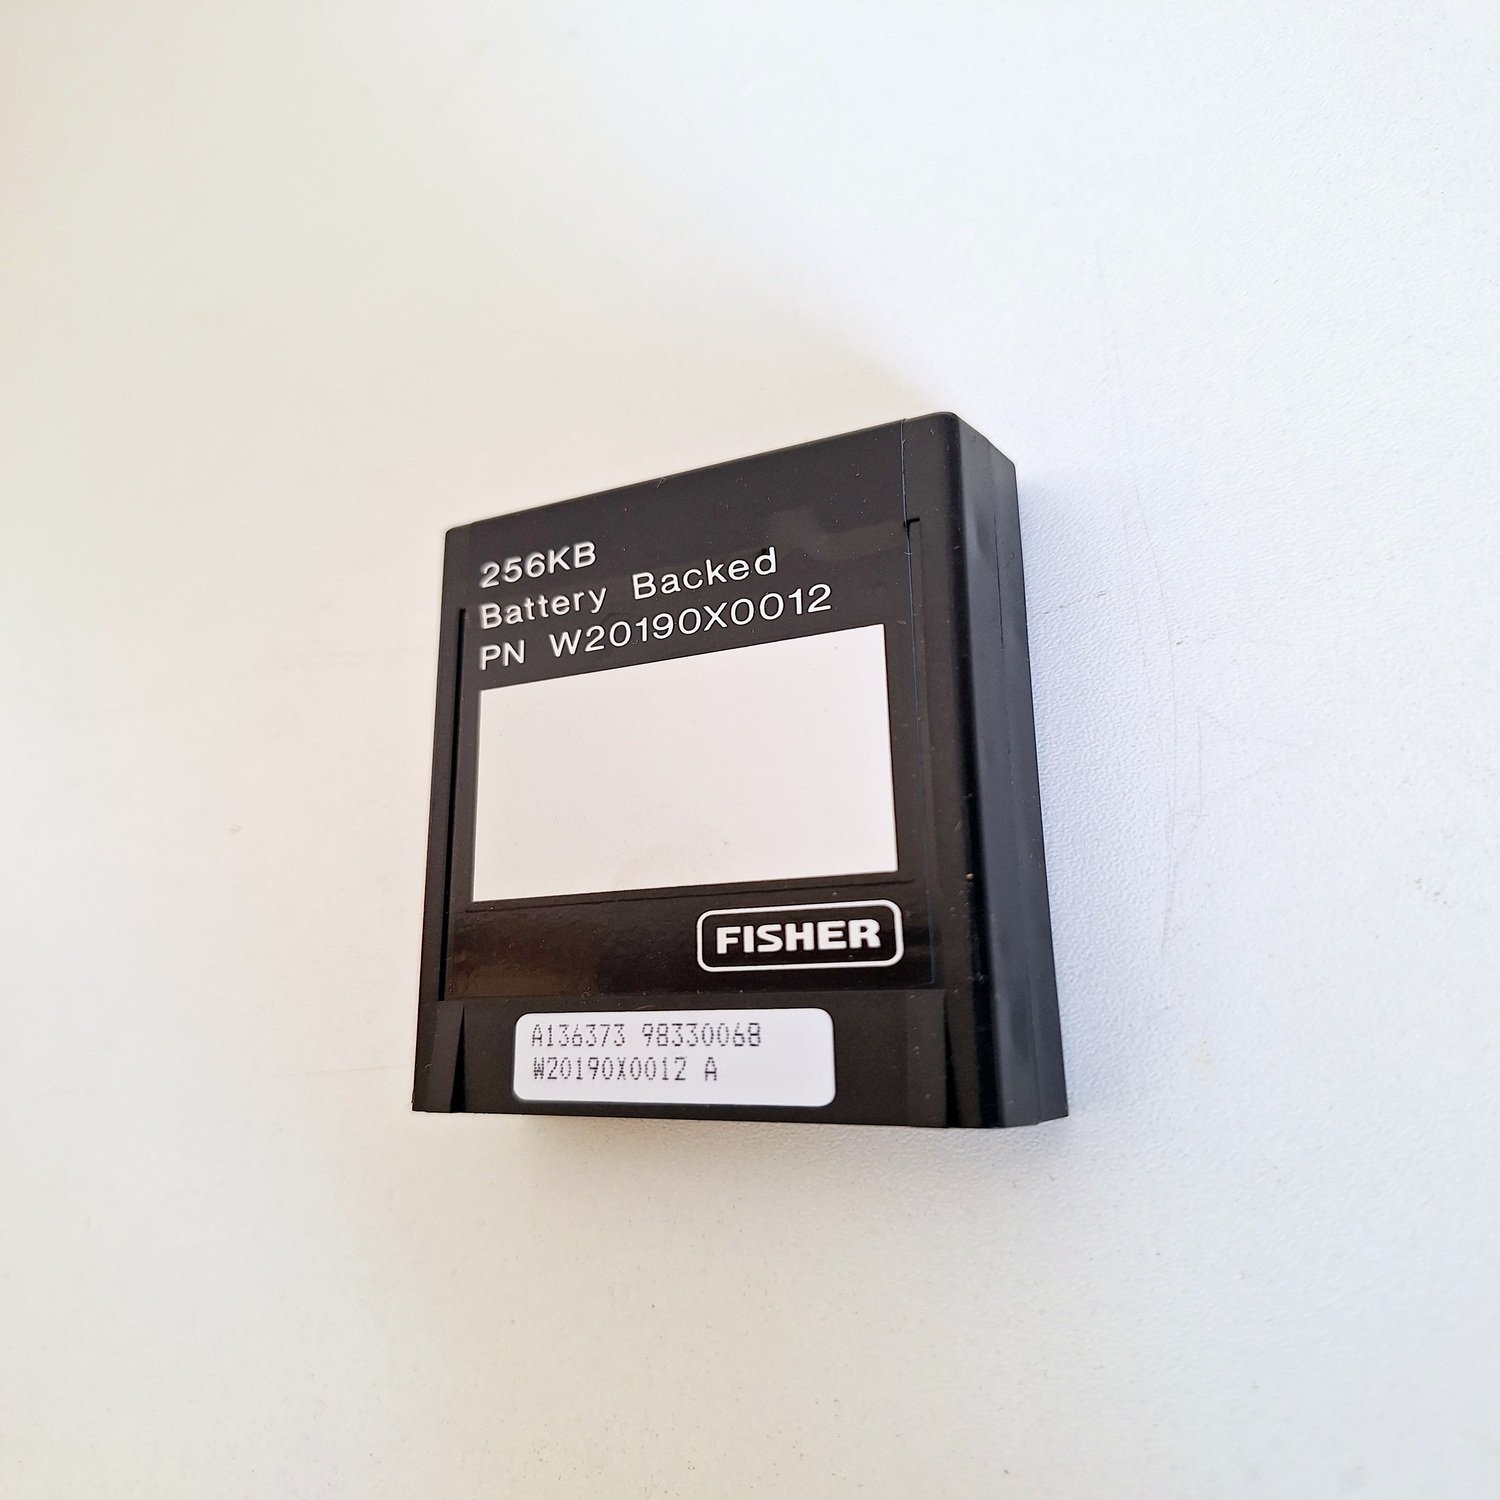 256KB
Battery Backed
PN W20190X0012
FISHER
A136373 98330068
W20190X0012 A